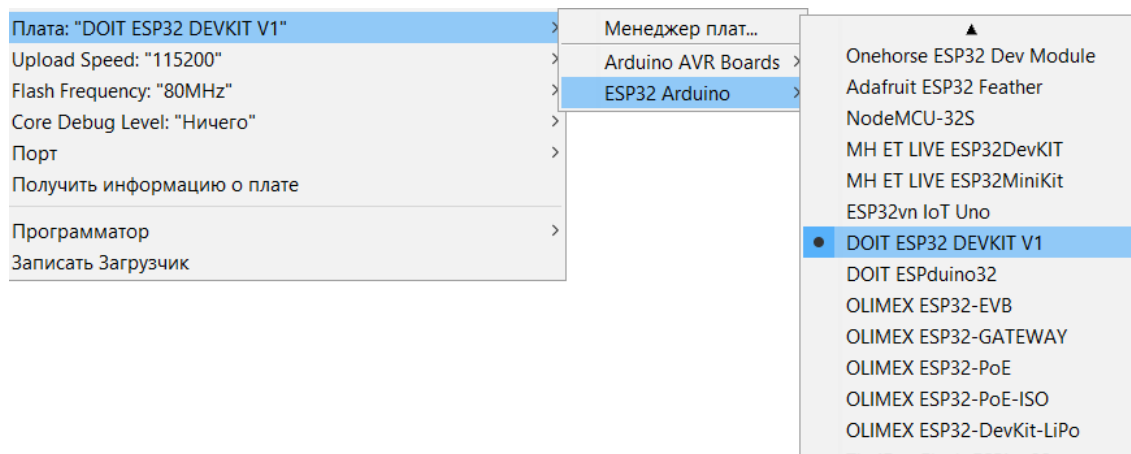 Плата: "DOIT ESP32 DEVKIT V1"
Upload Speed: "115200"
Flash Frequency: "80MHz"
Core Debug Level: "Ничего"
Порт
Получить информацию о плате
Программатор
Записать Загрузчик
Менеджер плат...
Arduino AVR Boards
ESP32 Arduino
Onehorse ESP32 Dev Module
Adafruit ESP32 Feather
NodeMCU-32S
MH ET LIVE ESP32DevKIT
MH ET LIVE ESP32MiniKit
ESP32vn IoT Uno
DOIT ESP32 DEVKIT V1
DOIT ESPduino32
OLIMEX ESP32-EVB
OLIMEX ESP32-GATEWAY
OLIMEX ESP32-PoE
OLIMEX ESP32-PoE-ISO
OLIMEX ESP32-DevKit-LiPo